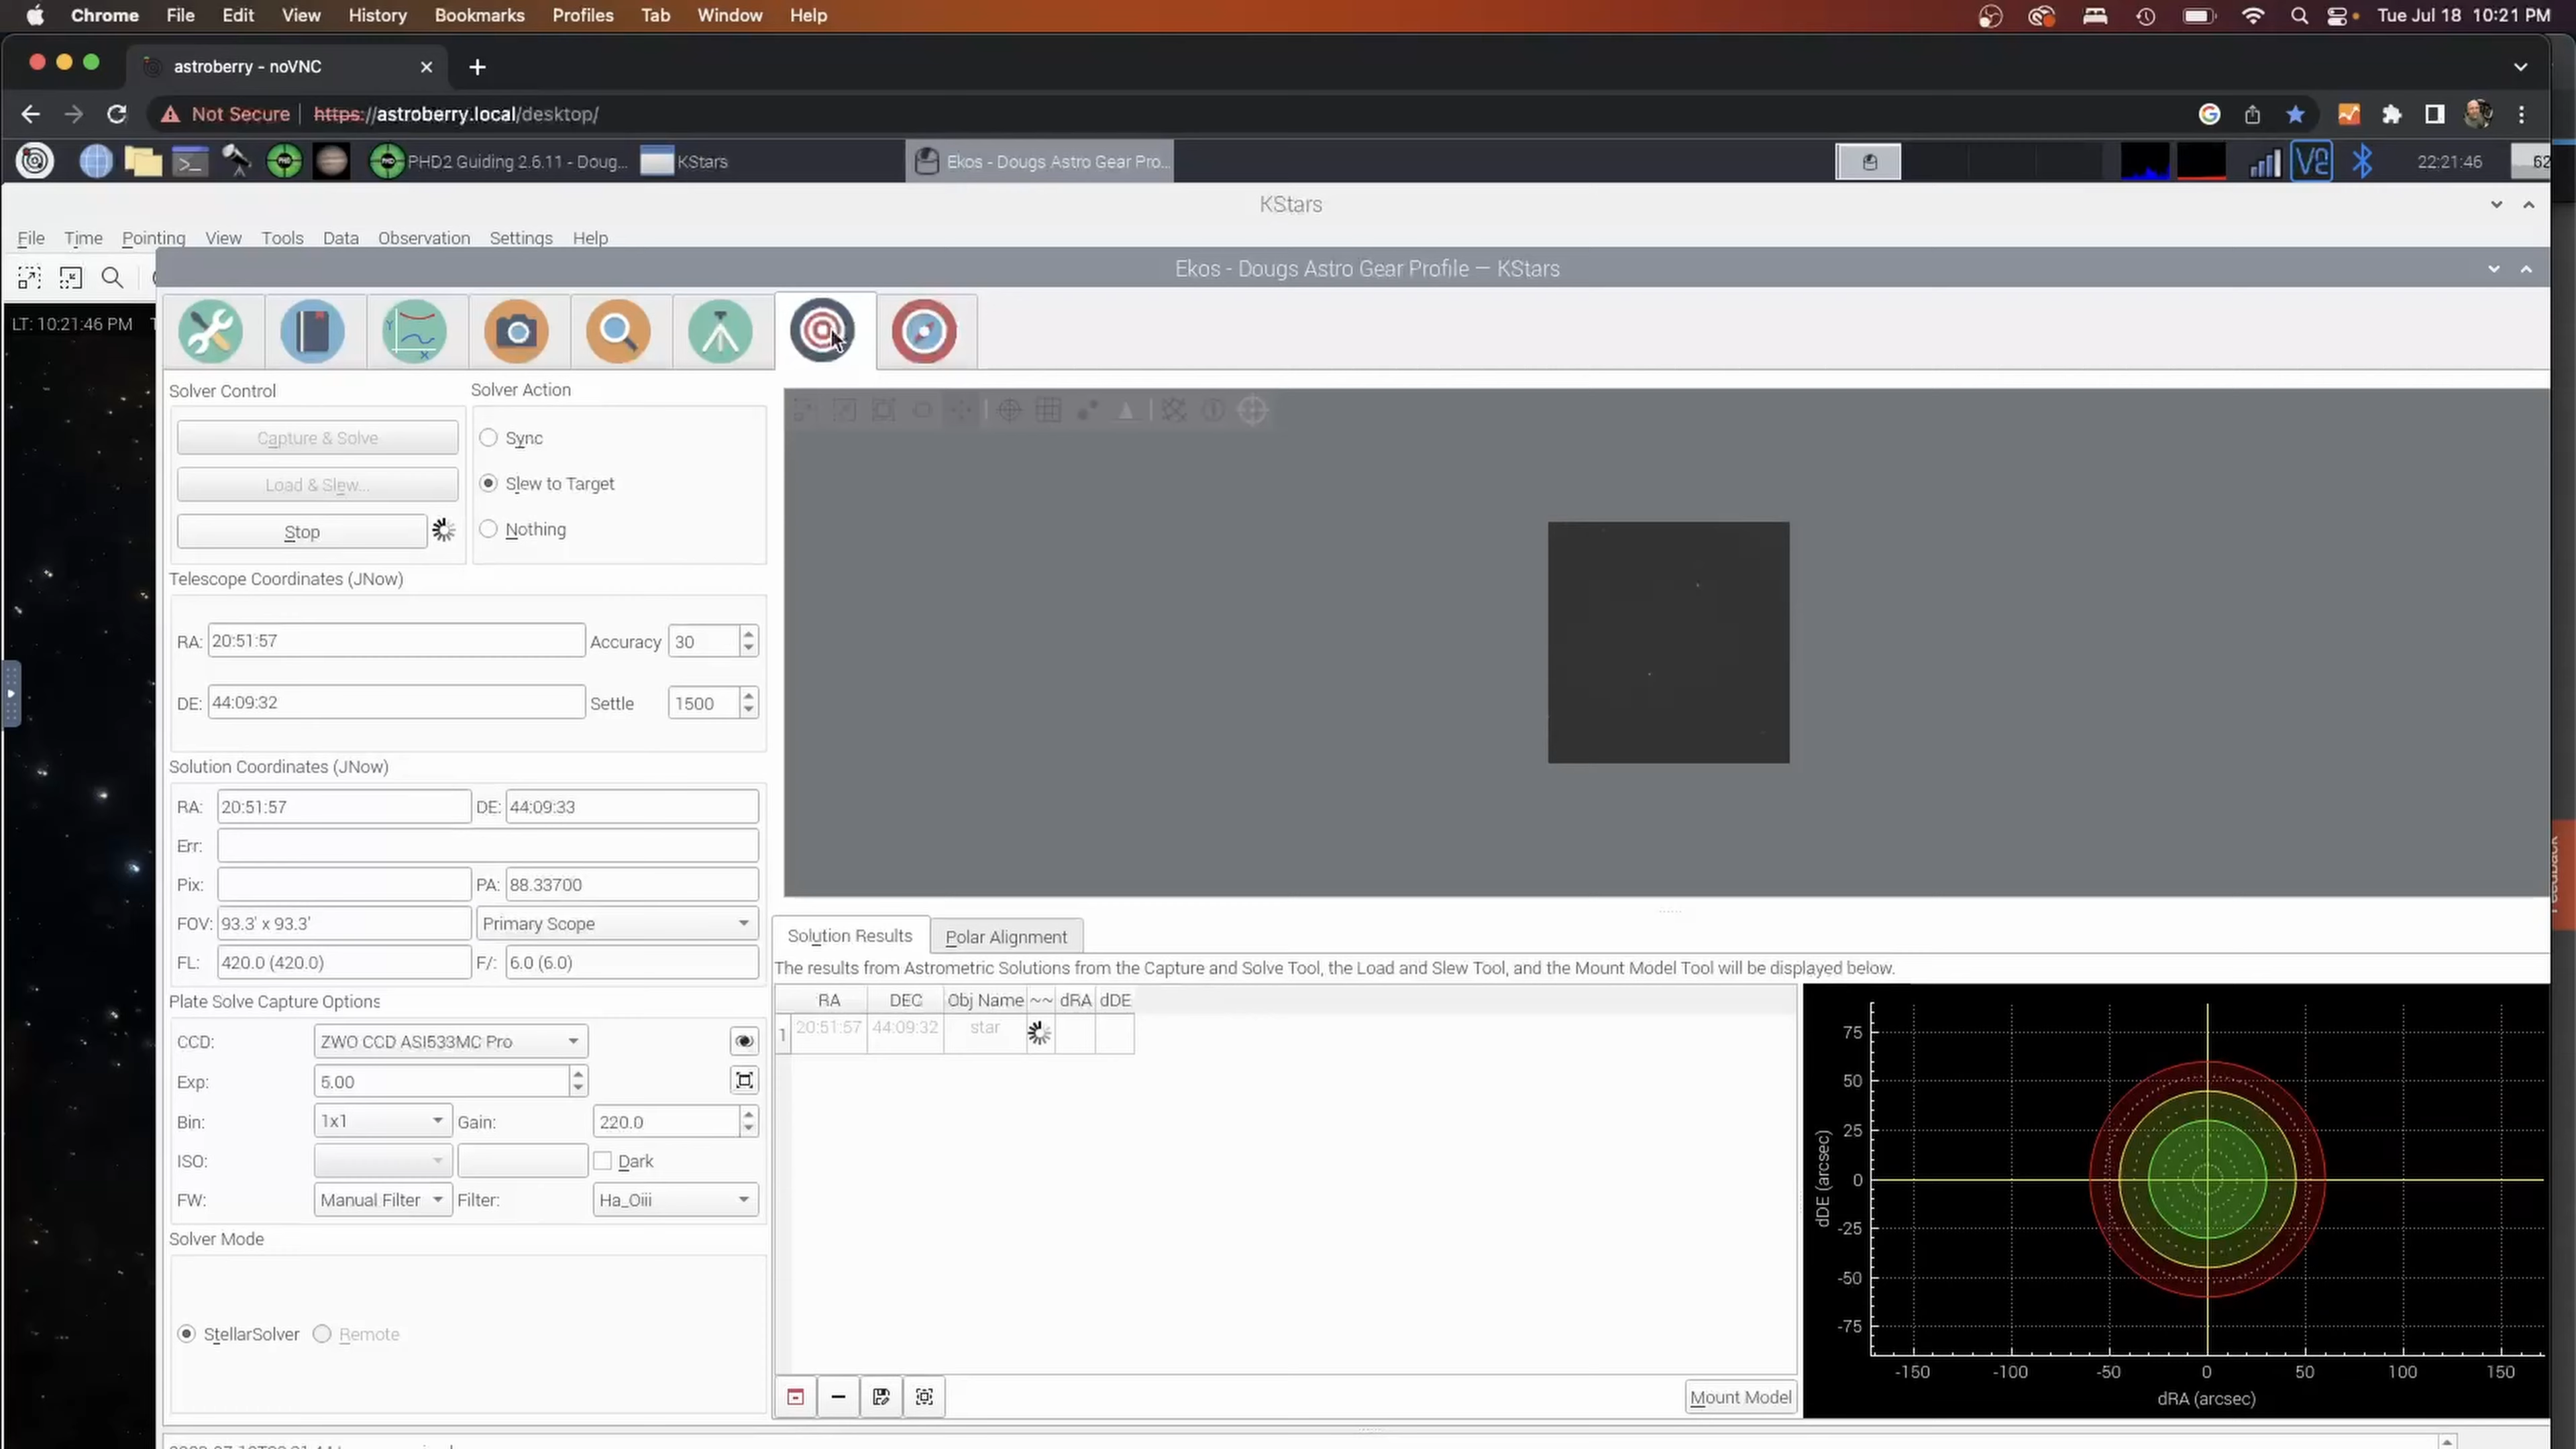 Chrome File Edit View History Bookmarks Profiles Tab Window Help Tue Jul 18 10:21 PM
astroberry - noVNC
Not Secure https://astroberry.local/desktop/
PHD2 Guiding 2.6.11 - Doug... KStars Ekos - Dougs Astro Gear Pro... 22:21:46 62
KStars
File Time Pointing View Tools Data Observation Settings Help
Ekos - Dougs Astro Gear Profile — KStars
LT: 10:21:46 PM
Solver Control Solver Action
Capture & Solve Sync
Load & Slew... Slew to Target
Stop Nothing
Telescope Coordinates (JNow)
RA: 20:51:57 Accuracy 30
DE: 44:09:32 Settle 1500
Solution Coordinates (JNow)
RA: 20:51:57 DE: 44:09:33
Err:
Pix: PA: 88.33700
FOV: 93.3' x 93.3' Primary Scope
FL: 420.0 (420.0) F/: 6.0 (6.0)
Plate Solve Capture Options
CCD: ZWO CCD ASI533MC Pro
Exp: 5.00
Bin: 1x1 Gain: 220.0
ISO: Dark
FW: Manual Filter Filter: Ha_Oiii
Solver Mode
StellarSolver Remote
Solution Results Polar Alignment
The results from Astrometric Solutions from the Capture and Solve Tool, the Load and Slew Tool, and the Mount Model Tool will be displayed below.
RA DEC Obj Name ~~ dRA dDE
1 20:51:57 44:09:32 star
Mount Model
75
50
25
0
-25
-50
-75
dDE (arcsec)
-150 -100 -50 0 50 100 150
dRA (arcsec)
Feedback